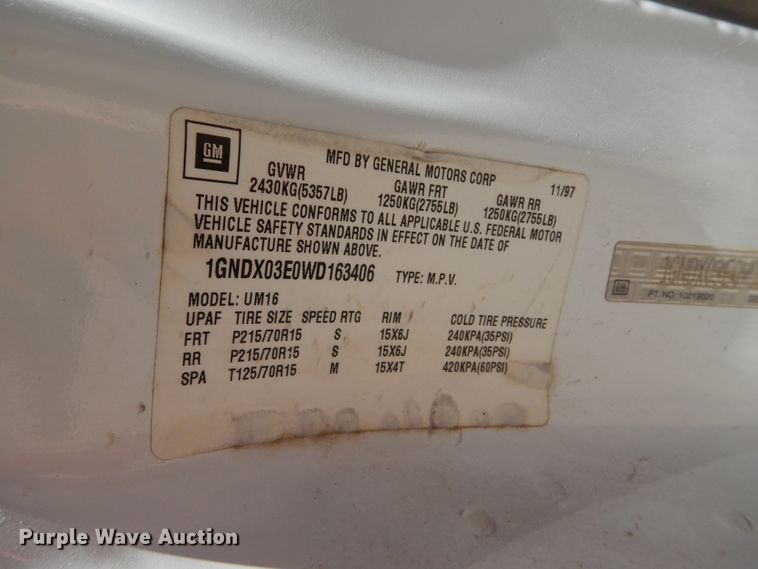 GM
MFD BY GENERAL MOTORS CORP 11/97
GVWR GAWR FRT GAWR RR
2430KG(5357LB) 1250KG(2755LB) 1250KG(2755LB)
THIS VEHICLE CONFORMS TO ALL APPLICABLE U.S. FEDERAL MOTOR
VEHICLE SAFETY STANDARDS IN EFFECT ON THE DATE OF
MANUFACTURE SHOWN ABOVE.
1GNDX03E0WD163406 TYPE: M.P.V.
MODEL: UM16
UPAF TIRE SIZE SPEED RTG RIM COLD TIRE PRESSURE
FRT P215/70R15 S 15X6J 240KPA(35PSI)
RR P215/70R15 S 15X6J 240KPA(35PSI)
SPA T125/70R15 M 15X4T 420KPA(60PSI)
GM
PT. NO.
Purple Wave Auction